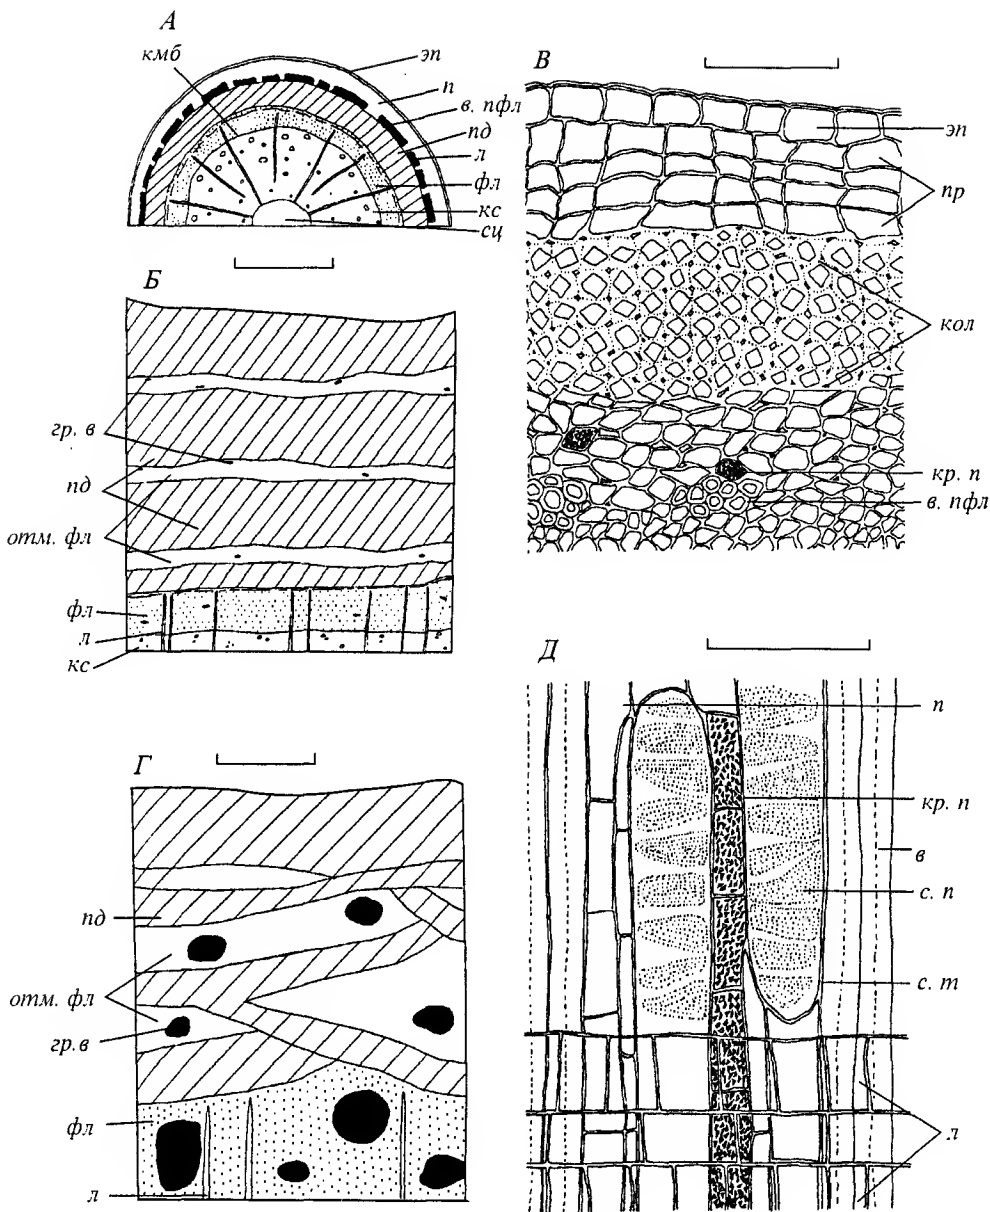 А
кмб
эп
п
в. пфл
пд
л
фл
кс
сц
Б
гр. в
пд
отм. фл
фл
л
кс
В
эп
пр
кол
кр. п
в. пфл
Г
пд
отм. фл
гр. в
фл
л
Д
п
кр. п
в
с. п
с. т
л